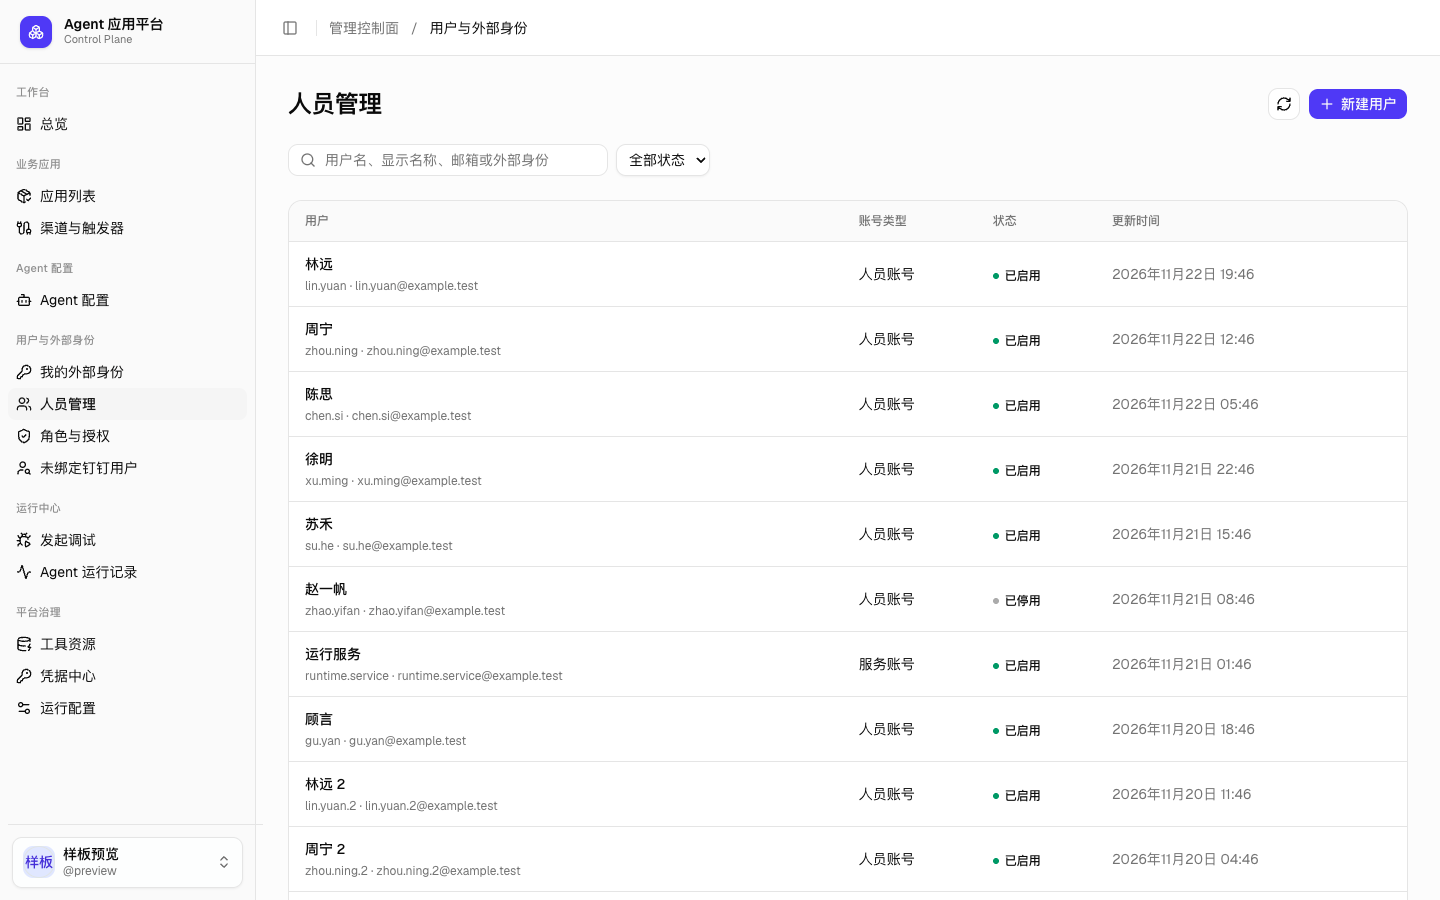 Agent 应用平台
Control Plane
工作台
总览
业务应用
应用列表
渠道与触发器
Agent 配置
Agent 配置
用户与外部身份
我的外部身份
人员管理
角色与授权
未绑定钉钉用户
运行中心
发起调试
Agent 运行记录
平台治理
工具资源
凭据中心
运行配置
样板
样板预览
@preview
管理控制面 / 用户与外部身份
人员管理
新建用户
用户名、显示名称、邮箱或外部身份
全部状态
用户 账号类型 状态 更新时间
林远
lin.yuan · lin.yuan@example.test
人员账号 已启用 2026年11月22日 19:46
周宁
zhou.ning · zhou.ning@example.test
人员账号 已启用 2026年11月22日 12:46
陈思
chen.si · chen.si@example.test
人员账号 已启用 2026年11月22日 05:46
徐明
xu.ming · xu.ming@example.test
人员账号 已启用 2026年11月21日 22:46
苏禾
su.he · su.he@example.test
人员账号 已启用 2026年11月21日 15:46
赵一帆
zhao.yifan · zhao.yifan@example.test
人员账号 已停用 2026年11月21日 08:46
运行服务
runtime.service · runtime.service@example.test
服务账号 已启用 2026年11月21日 01:46
顾言
gu.yan · gu.yan@example.test
人员账号 已启用 2026年11月20日 18:46
林远 2
lin.yuan.2 · lin.yuan.2@example.test
人员账号 已启用 2026年11月20日 11:46
周宁 2
zhou.ning.2 · zhou.ning.2@example.test
人员账号 已启用 2026年11月20日 04:46